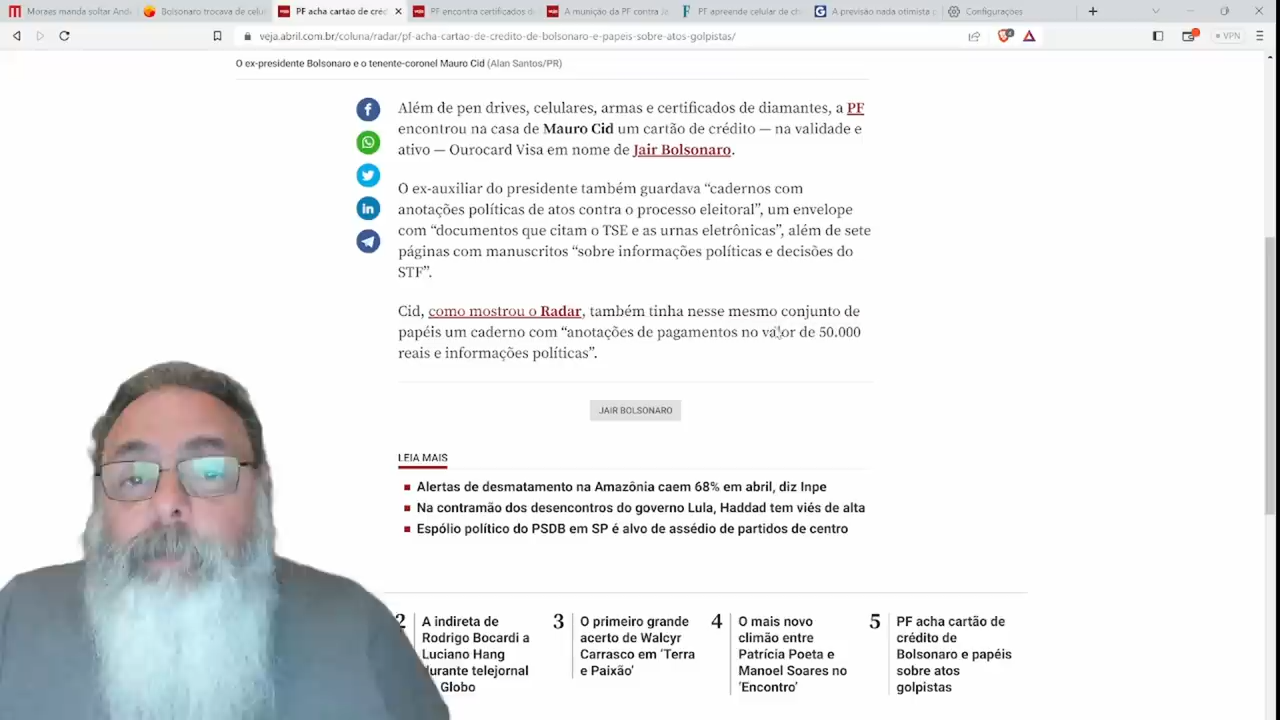 Moraes manda soltar And
Bolsonaro trocava de celu
PF acha cartão de créd
PF encontra certificados d
A munição da PF contra Ja
PF apreende celular de ch
A previsão nada otimista
Configurações
veja.abril.com.br/coluna/radar/pf-acha-cartao-de-credito-de-bolsonaro-e-papeis-sobre-atos-golpistas/
VPN
O ex-presidente Bolsonaro e o tenente-coronel Mauro Cid (Alan Santos/PR)
Além de pen drives, celulares, armas e certificados de diamantes, a PF
encontrou na casa de Mauro Cid um cartão de crédito — na validade e
ativo — Ourocard Visa em nome de Jair Bolsonaro.
O ex-auxiliar do presidente também guardava “cadernos com
anotações políticas de atos contra o processo eleitoral”, um envelope
com “documentos que citam o TSE e as urnas eletrônicas”, além de sete
páginas com manuscritos “sobre informações políticas e decisões do
STF”.
Cid, como mostrou o Radar, também tinha nesse mesmo conjunto de
papéis um caderno com “anotações de pagamentos no valor de 50.000
reais e informações políticas”.
JAIR BOLSONARO
LEIA MAIS
Alertas de desmatamento na Amazônia caem 68% em abril, diz Inpe
Na contramão dos desencontros do governo Lula, Haddad tem viés de alta
Espólio político do PSDB em SP é alvo de assédio de partidos de centro
2
A indireta de
Rodrigo Bocardi a
Luciano Hang
durante telejornal
Globo
3
O primeiro grande
acerto de Walcyr
Carrasco em ‘Terra
e Paixão’
4
O mais novo
climão entre
Patrícia Poeta e
Manoel Soares no
‘Encontro’
5
PF acha cartão de
crédito de
Bolsonaro e papéis
sobre atos
golpistas